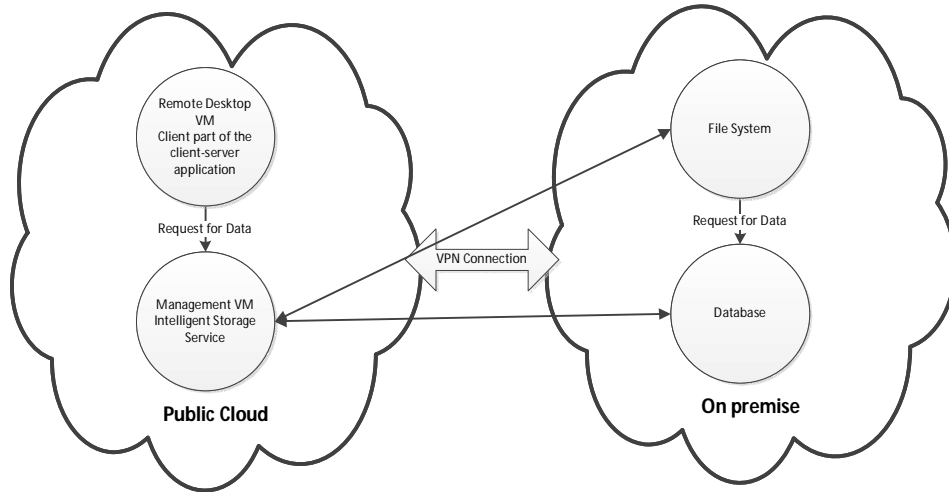 Remote Desktop
VM
Client part of the
client-server
application
Request for Data
Management VM
Intelligent Storage
Service
Public Cloud
VPN Connection
File System
Request for Data
Database
On premise